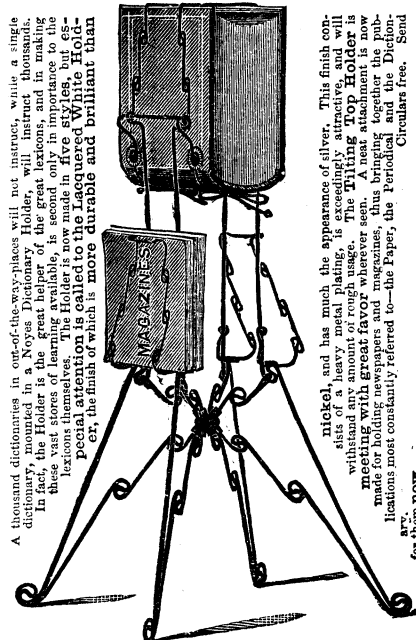 A thousand dictionaries in out-of-the-way-places will not instruct, while a single
dictionary, mounted in a Noyes Dictionary Holder, will instruct thousands.
In fact, the Holder is the great helper of the great lexicons, and in making
these vast stores of learning available, is second only in importance to the
lexicons themselves. The Holder is now made in five styles, but es-
pecial attention is called to the Lacquered White Hold-
er, the finish of which is more durable and brilliant than
MAGAZINES
nickel, and has much the appearance of silver. This finish con-
sists of a heavy metal plating, is exceedingly attractive, and will
withstand any amount of rough usage. The Tilting Top Holder is
meeting with great favor wherever seen. A neat attachment is now
made for holding newspapers and magazines, thus bringing together the pub-
lications most constantly referred to—the Paper, the Periodical and the Diction-
ary. Circulars free. Send
for them now.